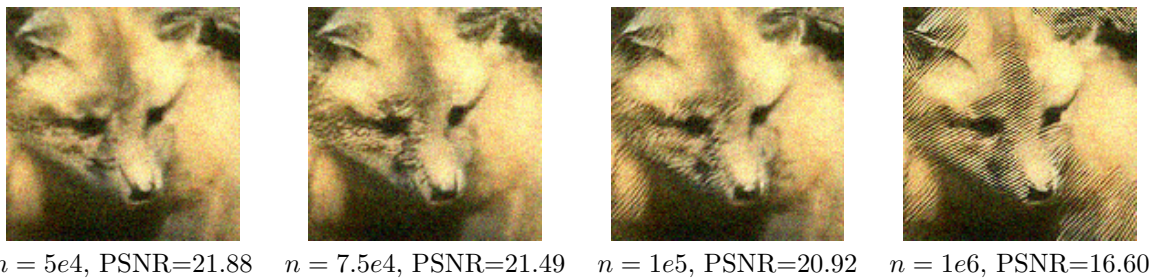 n = 5e4, PSNR=21.88
n = 7.5e4, PSNR=21.49
n = 1e5, PSNR=20.92
n = 1e6, PSNR=16.60